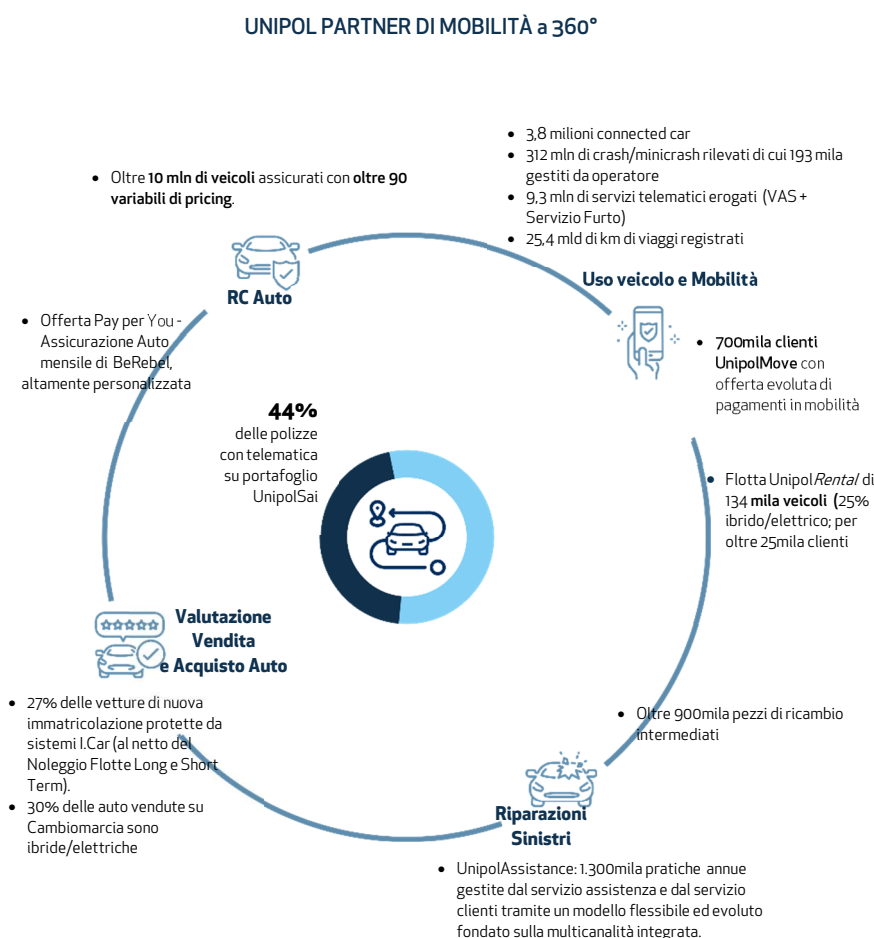 UNIPOL PARTNER DI MOBILITÀ a 360°
• 3,8 milioni connected car
• 312 mln di crash/minicrash rilevati di cui 193 mila
gestiti da operatore
• 9,3 mln di servizi telematici erogati (VAS +
Servizio Furto)
• 25,4 mld di km di viaggi registrati
• Oltre 10 mln di veicoli assicurati con oltre 90
variabili di pricing.
Uso veicolo e Mobilità
RC Auto
• Offerta Pay per You -
Assicurazione Auto
mensile di BeRebel,
altamente personalizzata
• 700mila clienti
UnipolMove con
offerta evoluta di
pagamenti in mobilità
44%
delle polizze
con telematica
su portafoglio
UnipolSai
• Flotta UnipolRental di
134 mila veicoli (25%
ibrido/elettrico; per
oltre 25mila clienti
Valutazione
Vendita
e Acquisto Auto
• 27% delle vetture di nuova
immatricolazione protette da
sistemi I.Car (al netto del
Noleggio Flotte Long e Short
Term).
• 30% delle auto vendute su
Cambiomarcia sono
ibride/elettriche
• Oltre 900mila pezzi di ricambio
intermediati
Riparazioni
Sinistri
• UnipolAssistance: 1.300mila pratiche annue
gestite dal servizio assistenza e dal servizio
clienti tramite un modello flessibile ed evoluto
fondato sulla multicanalità integrata.